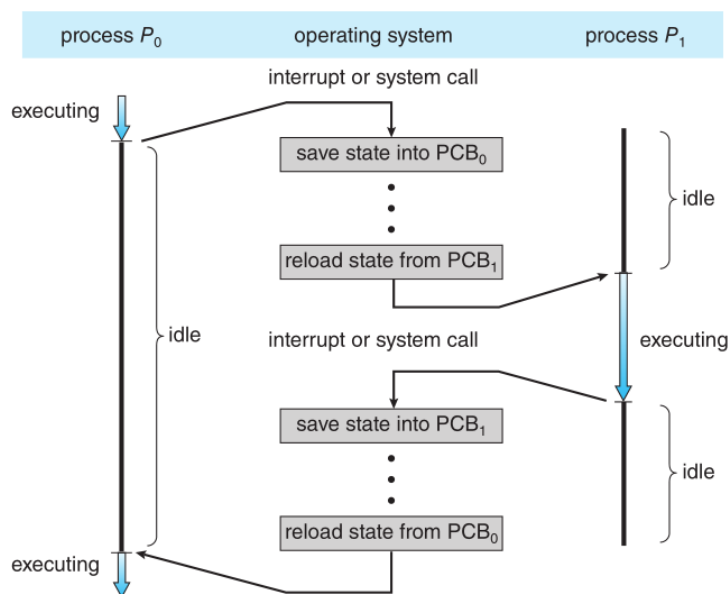 process P0 operating system process P1
interrupt or system call
executing
save state into PCB0
idle
reload state from PCB1
idle
interrupt or system call
executing
save state into PCB1
idle
reload state from PCB0
executing